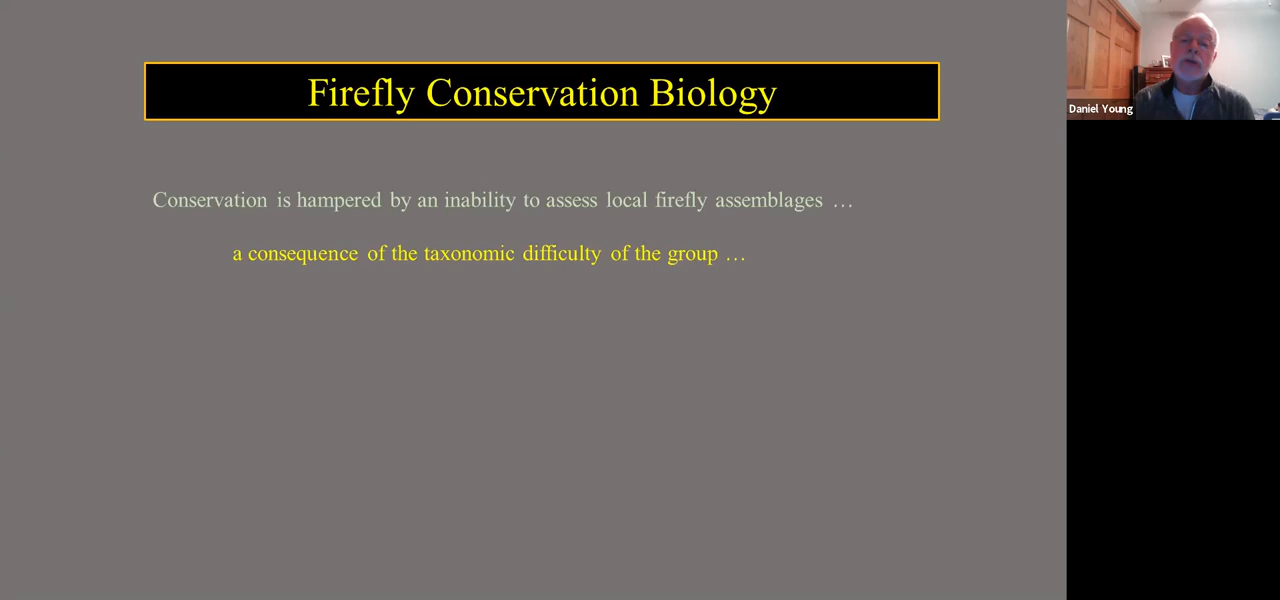 Firefly Conservation Biology
Conservation is hampered by an inability to assess local firefly assemblages …
a consequence of the taxonomic difficulty of the group …
Daniel Young